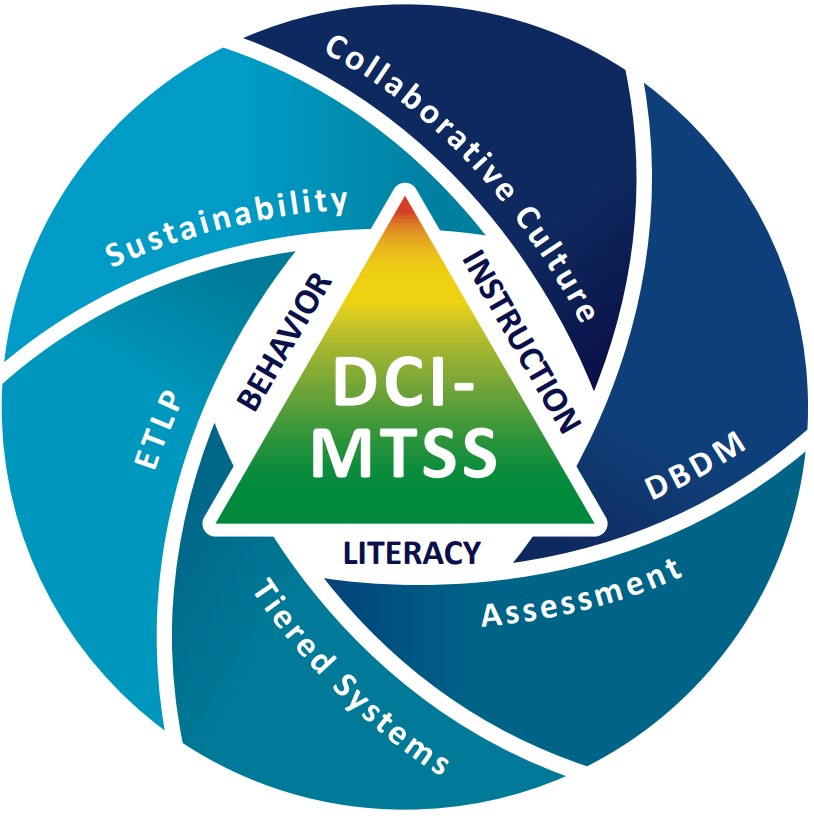 Collaborative Culture
Sustainability
BEHAVIOR
INSTRUCTION
DCI-
MTSS
ETLP
DBDM
LITERACY
Assessment
Tiered Systems